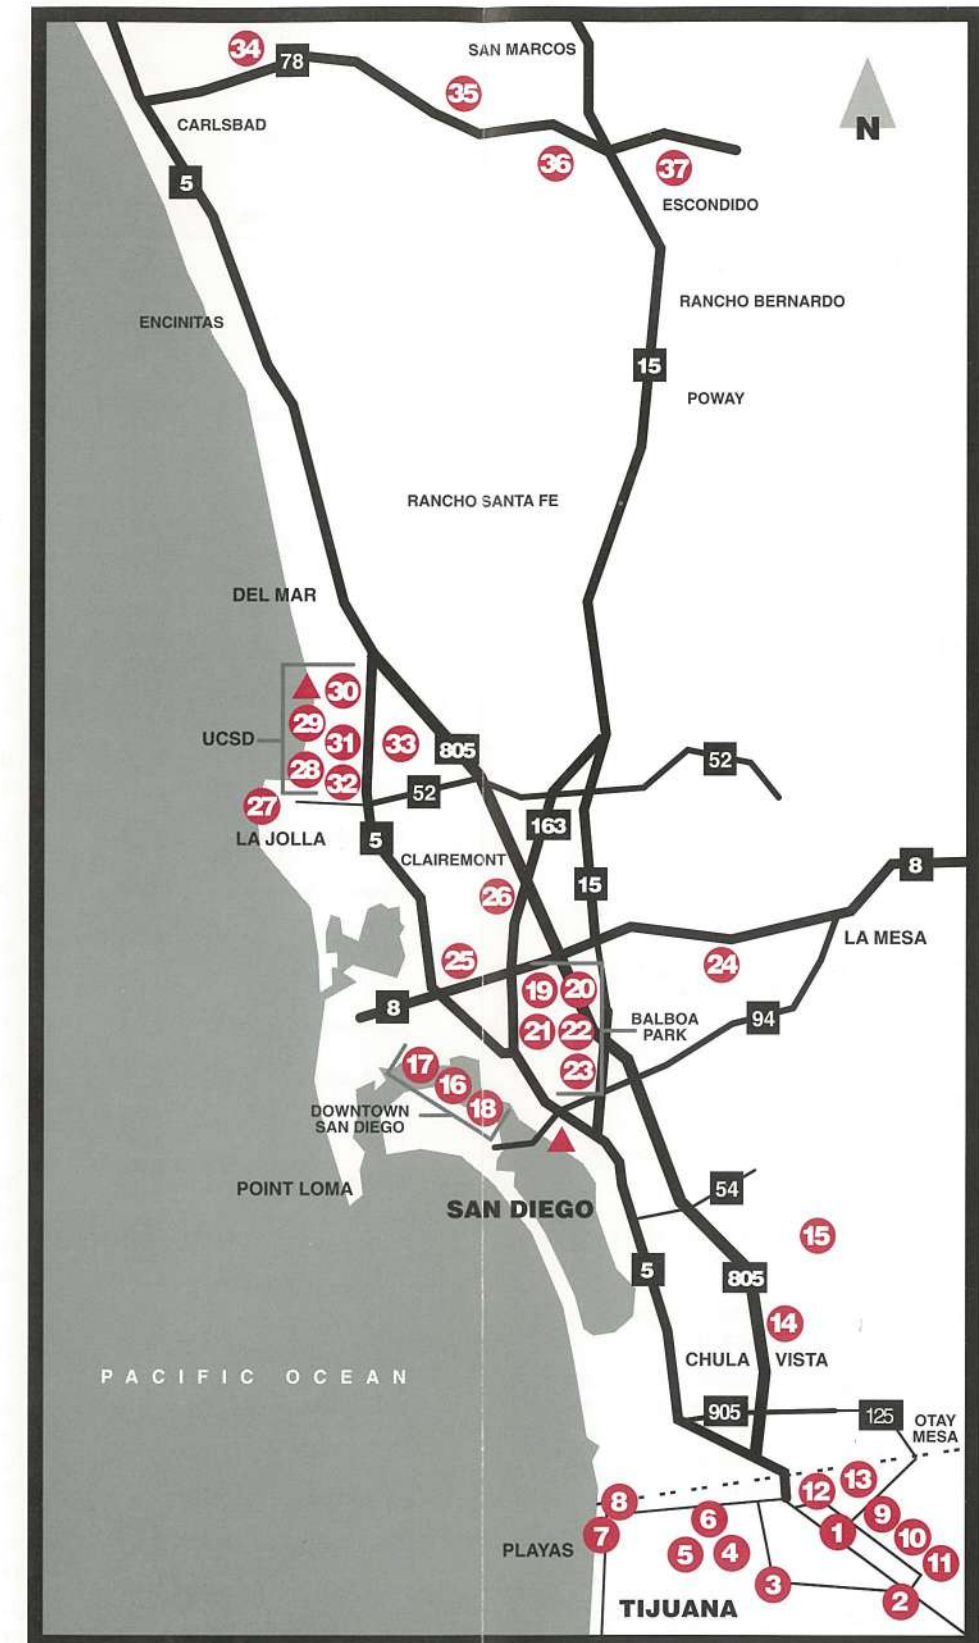 34
78
SAN MARCOS
35
N
CARLSBAD
36
37
5
ESCONDIDO
RANCHO BERNARDO
ENCINITAS
15
POWAY
RANCHO SANTA FE
DEL MAR
30
29
UCSD
31
33
805
28
32
52
52
27
LA JOLLA
5
163
CLAIREMONT
15
8
26
LA MESA
25
24
19
20
8
21
22
BALBOA
PARK
94
17
16
23
18
DOWNTOWN
SAN DIEGO
POINT LOMA
54
SAN DIEGO
15
5
805
14
CHULA VISTA
PACIFIC OCEAN
905
125
OTAY
MESA
13
12
8
6
9
7
1
10
PLAYAS
5
4
11
3
2
TIJUANA